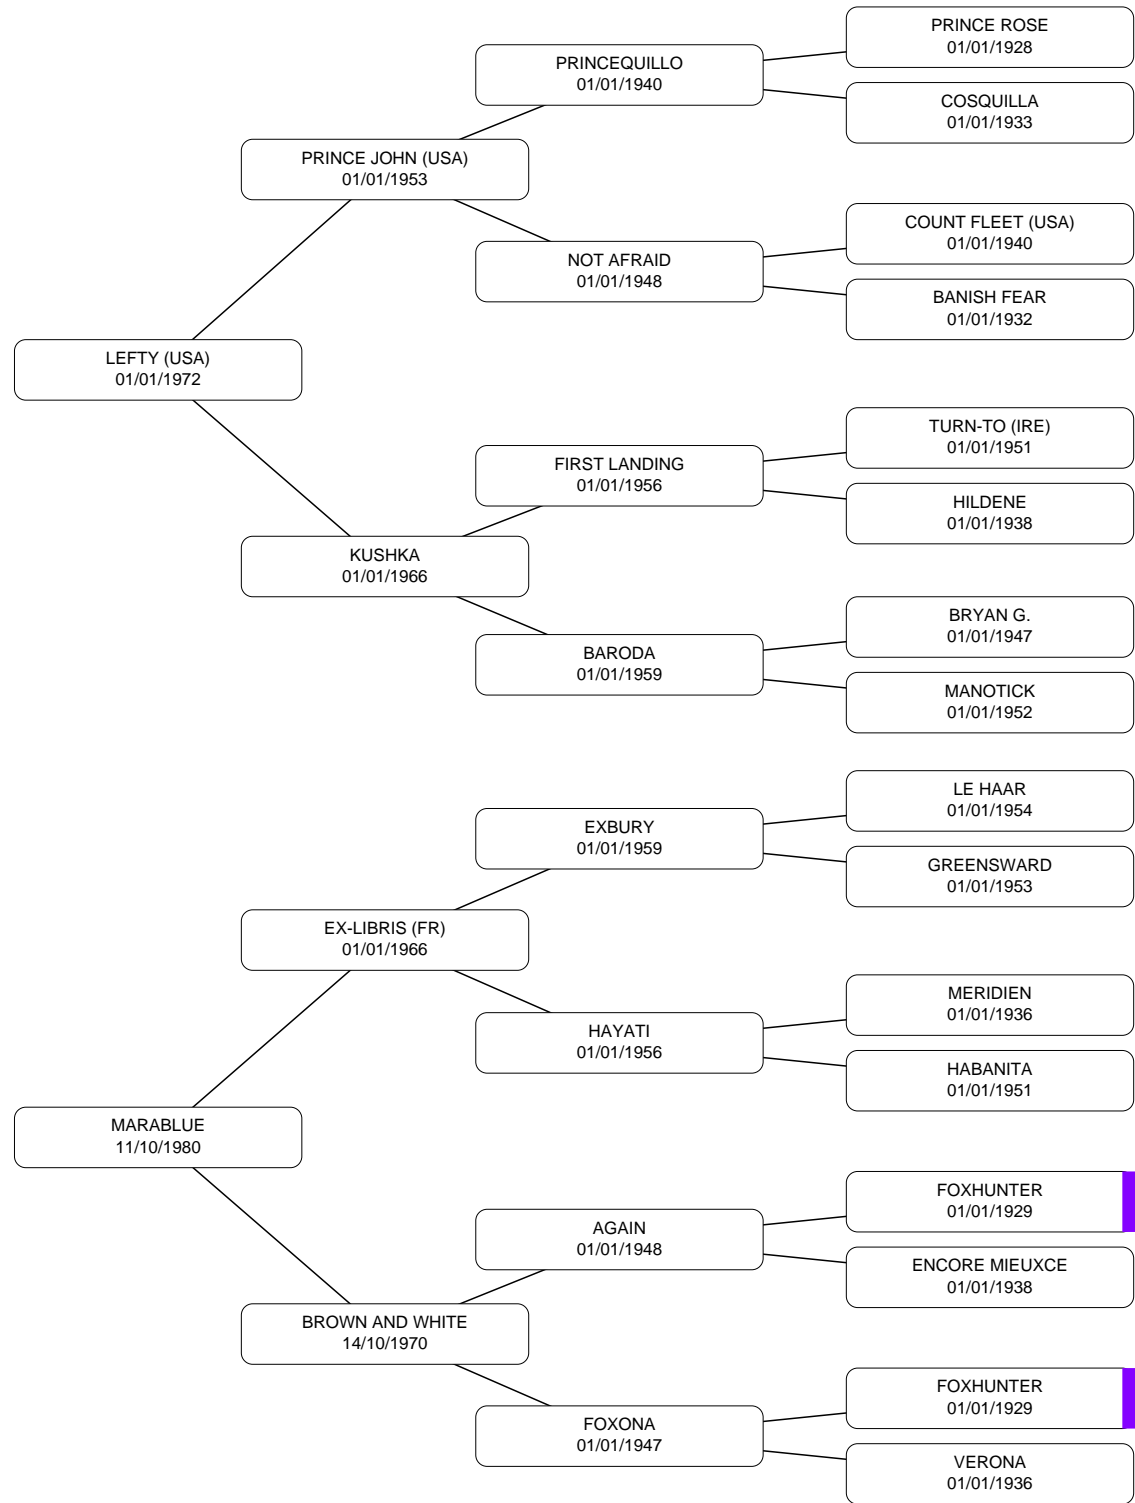 PRINCE ROSE
01/01/1928
PRINCEQUILLO
01/01/1940
COSQUILLA
01/01/1933
PRINCE JOHN (USA)
01/01/1953
COUNT FLEET (USA)
01/01/1940
NOT AFRAID
01/01/1948
BANISH FEAR
01/01/1932
LEFTY (USA)
01/01/1972
TURN-TO (IRE)
01/01/1951
FIRST LANDING
01/01/1956
HILDENE
01/01/1938
KUSHKA
01/01/1966
BRYAN G.
01/01/1947
BARODA
01/01/1959
MANOTICK
01/01/1952
LE HAAR
01/01/1954
EXBURY
01/01/1959
GREENSWARD
01/01/1953
EX-LIBRIS (FR)
01/01/1966
MERIDIEN
01/01/1936
HAYATI
01/01/1956
HABANITA
01/01/1951
MARABLUE
11/10/1980
FOXHUNTER
01/01/1929
AGAIN
01/01/1948
ENCORE MIEUXCE
01/01/1938
BROWN AND WHITE
14/10/1970
FOXHUNTER
01/01/1929
FOXONA
01/01/1947
VERONA
01/01/1936